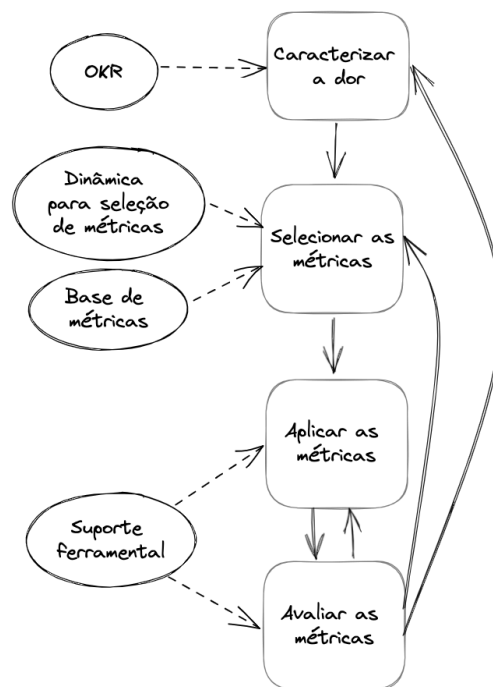 OKR
Caracterizar
a dor
Dinâmica
para seleção
de métricas
Selecionar as
métricas
Base de
métricas
Aplicar as
métricas
Suporte
ferramental
Avaliar as
métricas